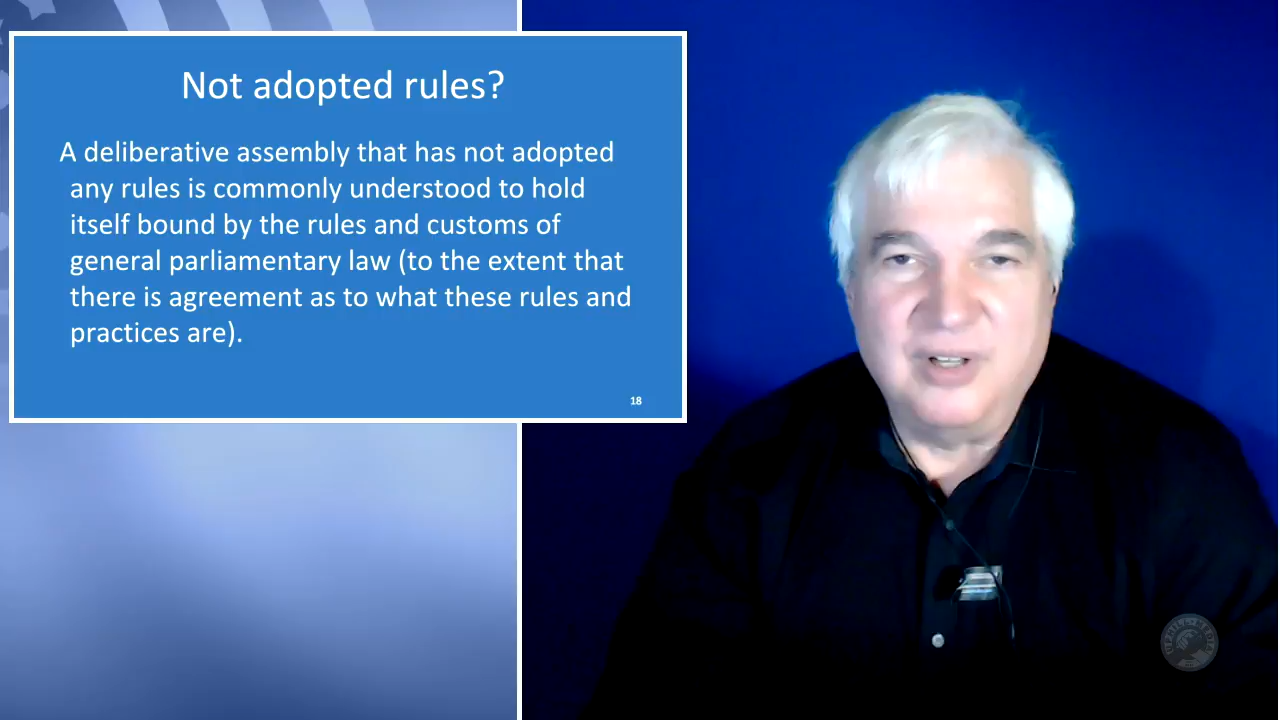 Not adopted rules?
A deliberative assembly that has not adopted
any rules is commonly understood to hold
itself bound by the rules and customs of
general parliamentary law (to the extent that
there is agreement as to what these rules and
practices are).
18